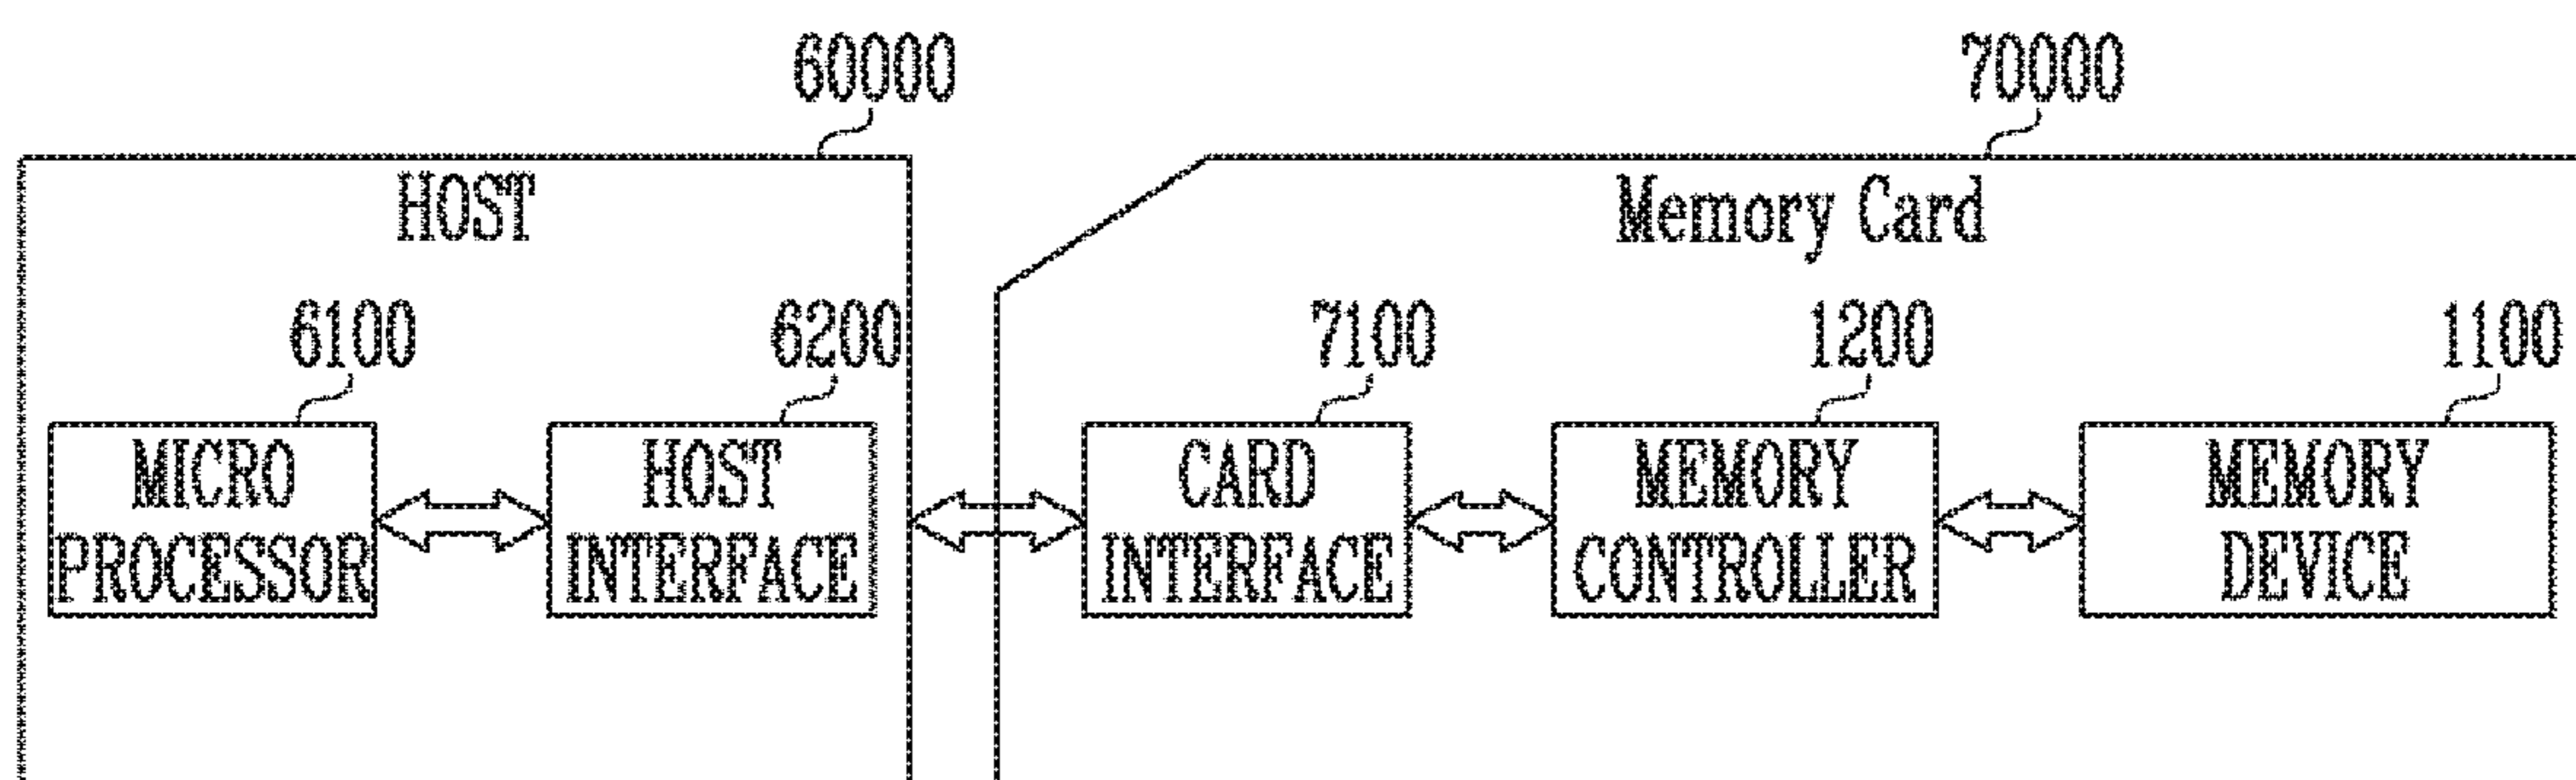 60000
70000
HOST
Memory Card
6100
6200
7100
1200
1100
MICRO
PROCESSOR
HOST
INTERFACE
CARD
INTERFACE
MEMORY
CONTROLLER
MEMORY
DEVICE